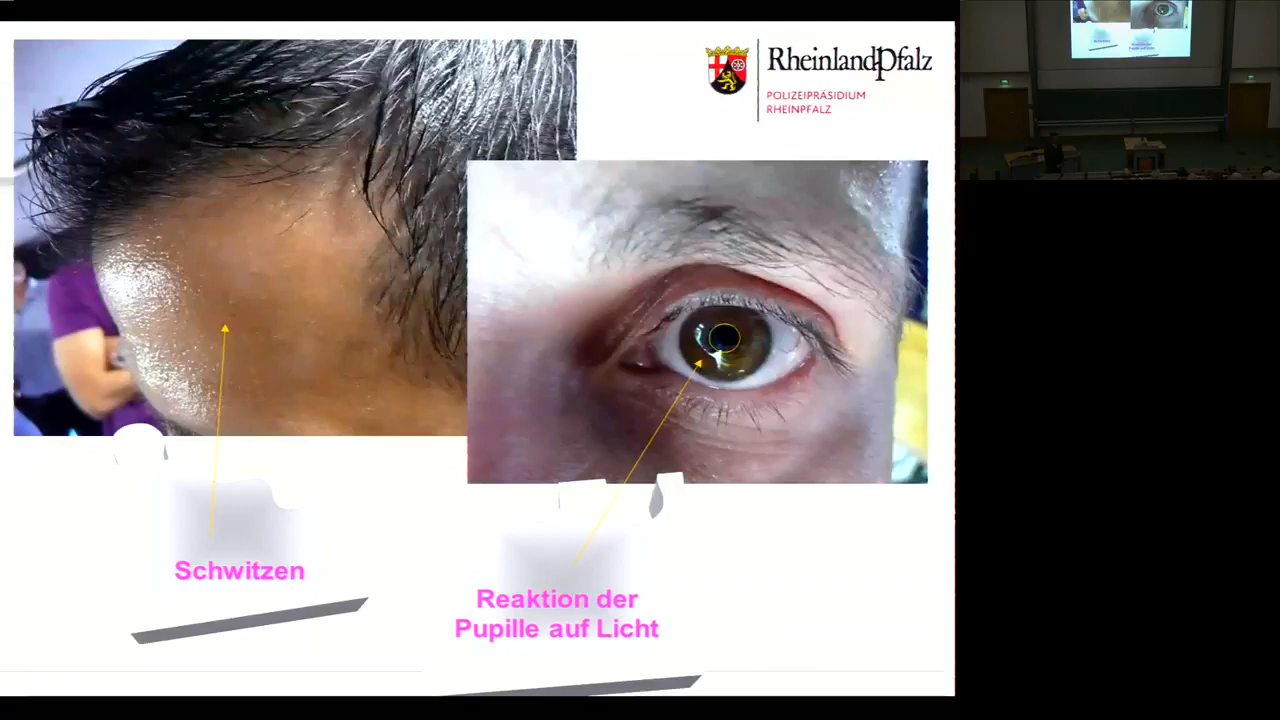 RheinlandPfalz
POLIZEIPRÄSIDIUM
RHEINPFALZ
Schwitzen
Reaktion der
Pupille auf Licht